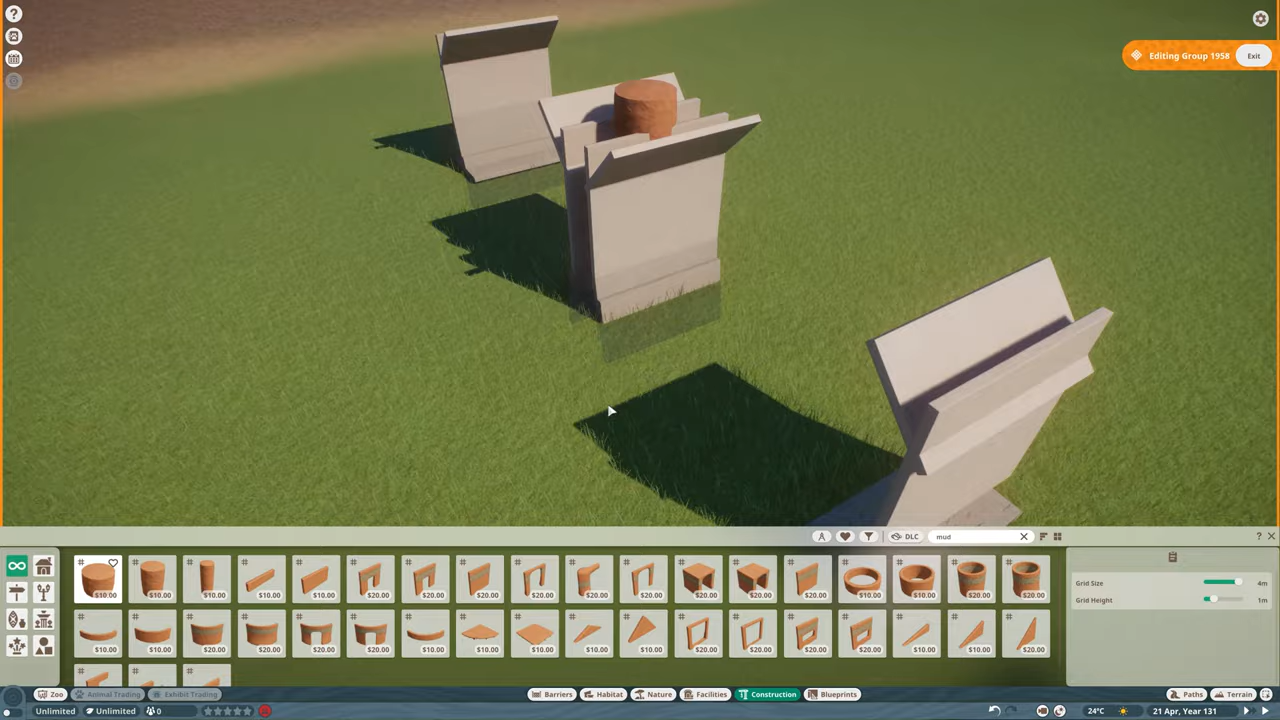 ?
Editing Group 1958
Exit
DLC
mud
?
$10.00 $10.00 $10.00 $10.00 $10.00 $20.00 $20.00 $20.00 $20.00 $20.00 $20.00 $20.00 $20.00 $20.00 $10.00 $10.00 $20.00 $20.00
Grid Size
4m
Grid Height
1m
$10.00 $10.00 $20.00 $20.00 $20.00 $20.00 $10.00 $10.00 $10.00 $10.00 $10.00 $20.00 $20.00 $20.00 $20.00 $20.00 $20.00 $20.00
Zoo
Animal Trading
Exhibit Trading
Barriers
Habitat
Nature
Facilities
Construction
Blueprints
Paths
Terrain
Unlimited
Unlimited
0
24°C
21 Apr, Year 131